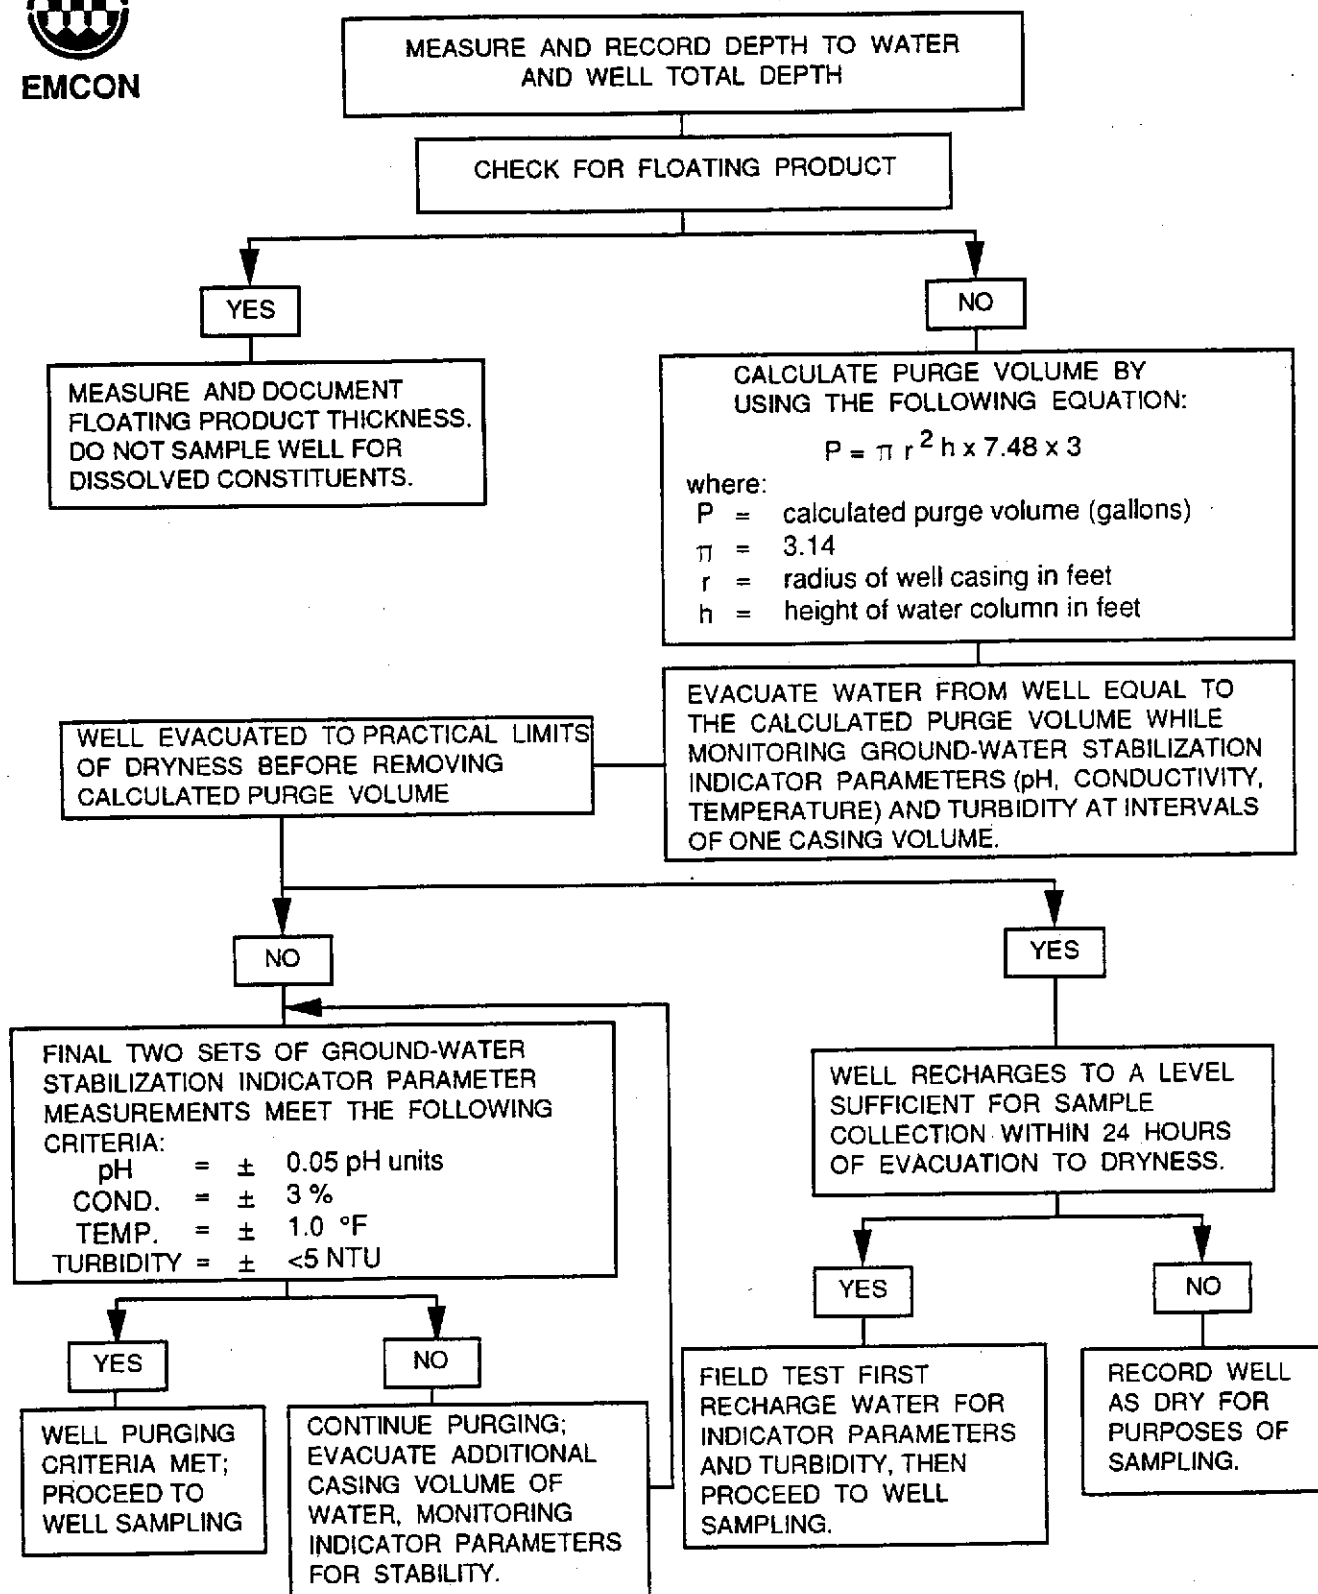 EMCON
MEASURE AND RECORD DEPTH TO WATER
AND WELL TOTAL DEPTH
CHECK FOR FLOATING PRODUCT
YES
NO
MEASURE AND DOCUMENT
FLOATING PRODUCT THICKNESS.
DO NOT SAMPLE WELL FOR
DISSOLVED CONSTITUENTS.
CALCULATE PURGE VOLUME BY
USING THE FOLLOWING EQUATION:
P = π r² h x 7.48 x 3
where:
P = calculated purge volume (gallons)
π = 3.14
r = radius of well casing in feet
h = height of water column in feet
EVACUATE WATER FROM WELL EQUAL TO
THE CALCULATED PURGE VOLUME WHILE
MONITORING GROUND-WATER STABILIZATION
INDICATOR PARAMETERS (pH, CONDUCTIVITY,
TEMPERATURE) AND TURBIDITY AT INTERVALS
OF ONE CASING VOLUME.
WELL EVACUATED TO PRACTICAL LIMITS
OF DRYNESS BEFORE REMOVING
CALCULATED PURGE VOLUME
NO
YES
FINAL TWO SETS OF GROUND-WATER
STABILIZATION INDICATOR PARAMETER
MEASUREMENTS MEET THE FOLLOWING
CRITERIA:
pH = ± 0.05 pH units
COND. = ± 3 %
TEMP. = ± 1.0 °F
TURBIDITY = ± <5 NTU
WELL RECHARGES TO A LEVEL
SUFFICIENT FOR SAMPLE
COLLECTION WITHIN 24 HOURS
OF EVACUATION TO DRYNESS.
YES
NO
YES
NO
WELL PURGING
CRITERIA MET;
PROCEED TO
WELL SAMPLING
CONTINUE PURGING;
EVACUATE ADDITIONAL
CASING VOLUME OF
WATER, MONITORING
INDICATOR PARAMETERS
FOR STABILITY.
FIELD TEST FIRST
RECHARGE WATER FOR
INDICATOR PARAMETERS
AND TURBIDITY, THEN
PROCEED TO WELL
SAMPLING.
RECORD WELL
AS DRY FOR
PURPOSES OF
SAMPLING.